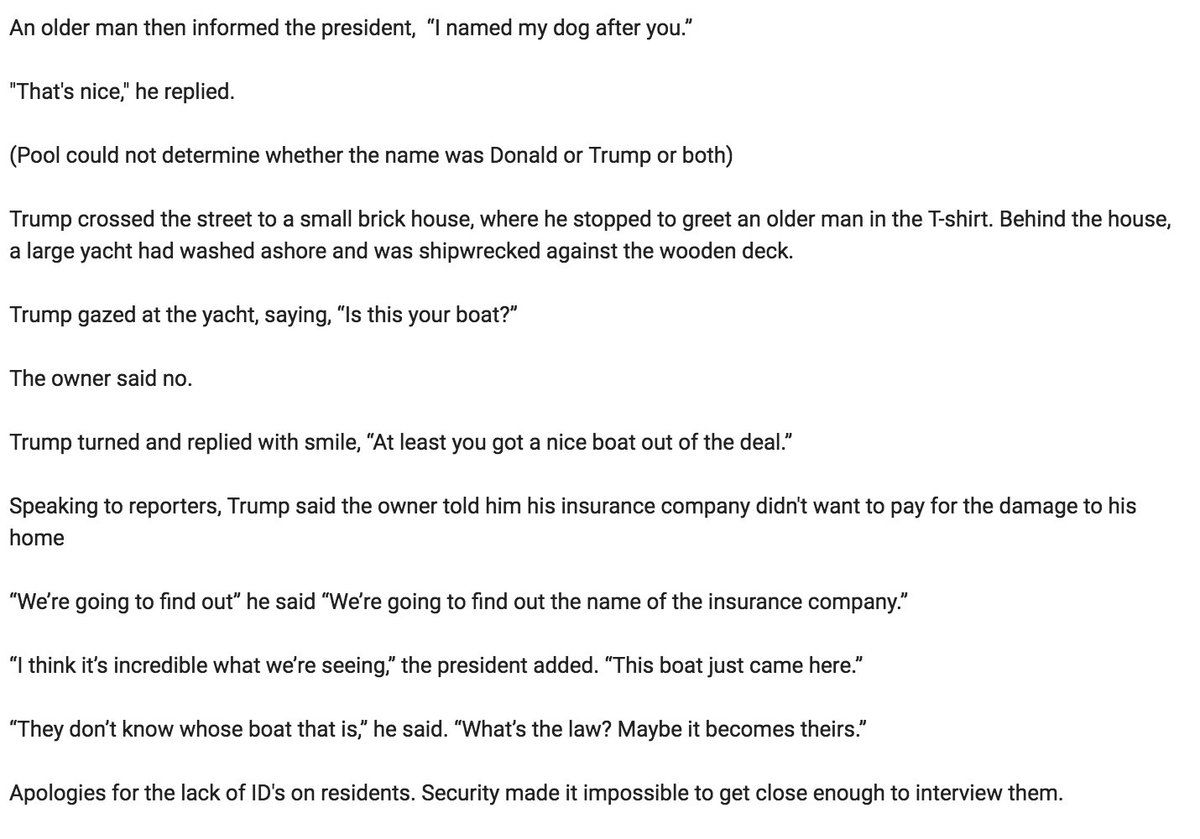 An older man then informed the president,  “I named my dog after you.”
"That's nice," he replied.
(Pool could not determine whether the name was Donald or Trump or both)
Trump crossed the street to a small brick house, where he stopped to greet an older man in the T-shirt. Behind the house,
a large yacht had washed ashore and was shipwrecked against the wooden deck.
Trump gazed at the yacht, saying, “Is this your boat?”
The owner said no.
Trump turned and replied with smile, “At least you got a nice boat out of the deal.”
Speaking to reporters, Trump said the owner told him his insurance company didn't want to pay for the damage to his
home
“We’re going to find out” he said “We’re going to find out the name of the insurance company.”
“I think it’s incredible what we’re seeing,” the president added. “This boat just came here.”
“They don’t know whose boat that is,” he said. “What’s the law? Maybe it becomes theirs.”
Apologies for the lack of ID's on residents. Security made it impossible to get close enough to interview them.